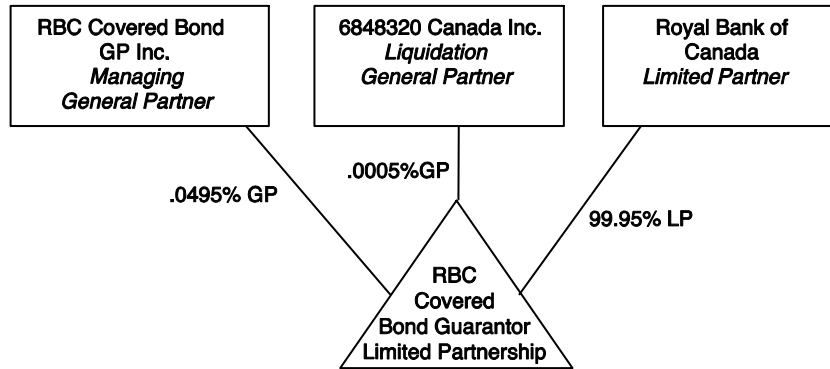 RBC Covered Bond
GP Inc.
Managing
General Partner
6848320 Canada Inc.
Liquidation
General Partner
Royal Bank of
Canada
Limited Partner
.0495% GP
.0005%GP
99.95% LP
RBC
Covered
Bond Guarantor
Limited Partnership